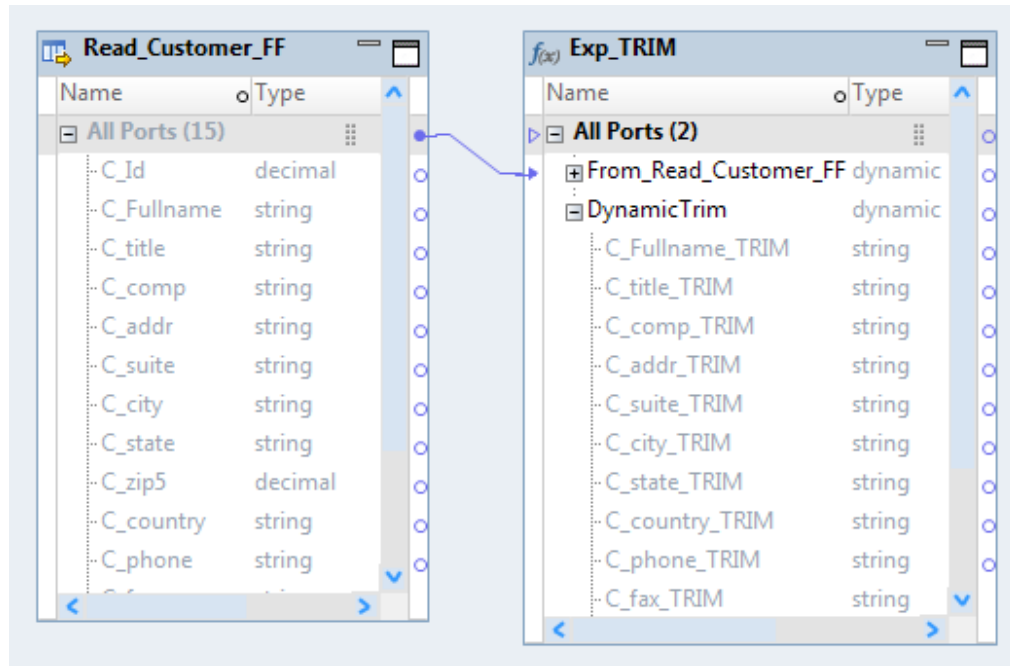 Read_Customer_FF
Name Type
All Ports (15)
C_Id decimal
C_Fullname string
C_title string
C_comp string
C_addr string
C_suite string
C_city string
C_state string
C_zip5 decimal
C_country string
C_phone string
f(x) Exp_TRIM
Name Type
All Ports (2)
From_Read_Customer_FF dynamic
DynamicTrim dynamic
C_Fullname_TRIM string
C_title_TRIM string
C_comp_TRIM string
C_addr_TRIM string
C_suite_TRIM string
C_city_TRIM string
C_state_TRIM string
C_country_TRIM string
C_phone_TRIM string
C_fax_TRIM string